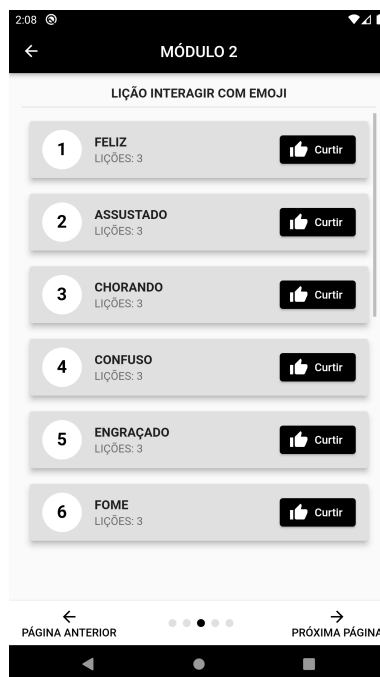 2:08
MÓDULO 2
LIÇÃO INTERAGIR COM EMOJI
1
FELIZ
LIÇÕES: 3
Curtir
2
ASSUSTADO
LIÇÕES: 3
Curtir
3
CHORANDO
LIÇÕES: 3
Curtir
4
CONFUSO
LIÇÕES: 3
Curtir
5
ENGRAÇADO
LIÇÕES: 3
Curtir
6
FOME
LIÇÕES: 3
Curtir
PÁGINA ANTERIOR
PRÓXIMA PÁGINA